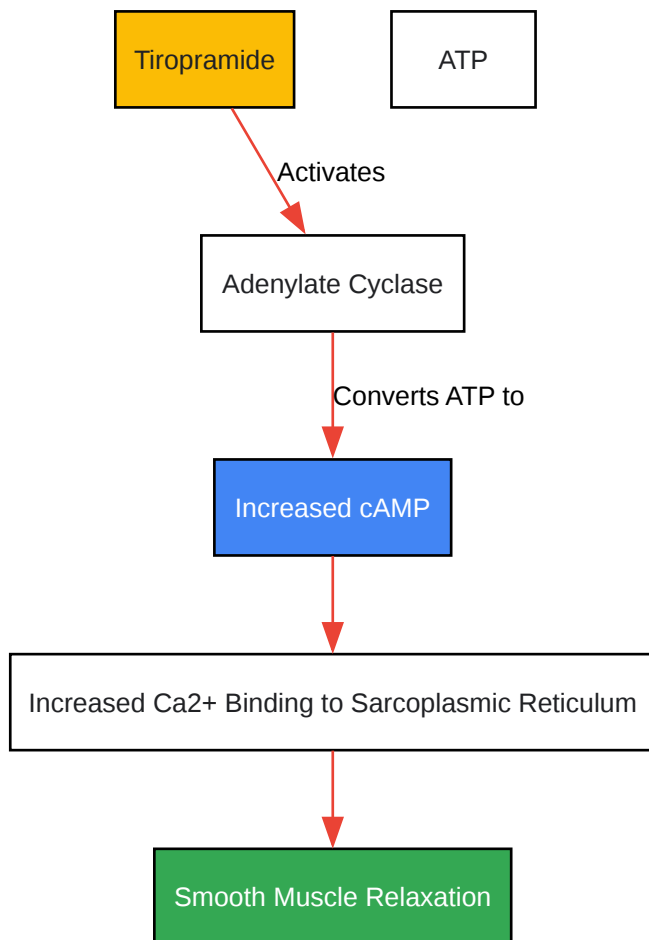 Tiropramide
ATP
Activates
Adenylate Cyclase
Converts ATP to
Increased cAMP
Increased Ca2+ Binding to Sarcoplasmic Reticulum
Smooth Muscle Relaxation